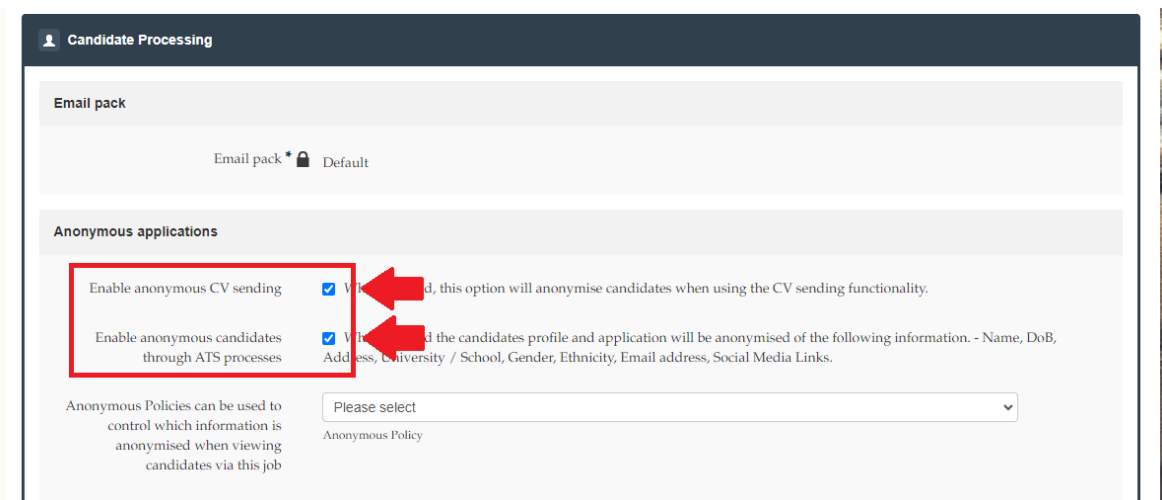 Candidate Processing
Email pack
Email pack * Default
Anonymous applications
Enable anonymous CV sending
d, this option will anonymise candidates when using the CV sending functionality.
Enable anonymous candidates
through ATS processes
the candidates profile and application will be anonymised of the following information. - Name, DoB,
Address, University / School, Gender, Ethnicity, Email address, Social Media Links.
Anonymous Policies can be used to
control which information is
anonymised when viewing
candidates via this job
Please select
Anonymous Policy